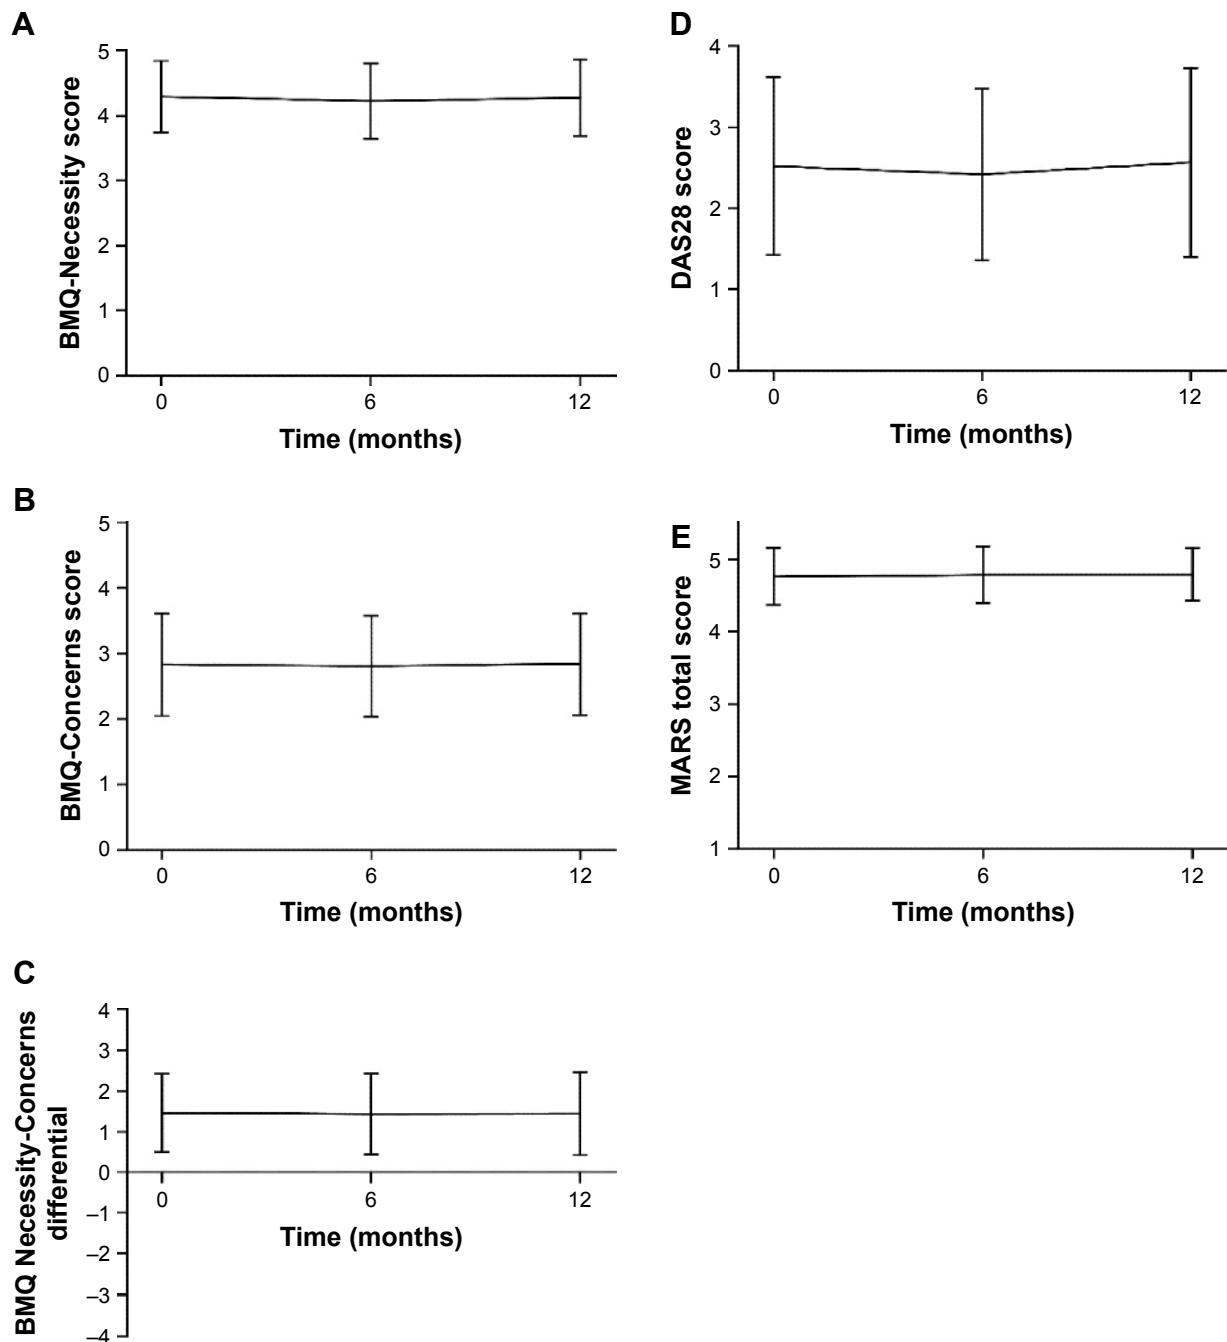 A
BMQ-Necessity score
5
4
3
2
1
0
0 6 12
Time (months)
B
BMQ-Concerns score
5
4
3
2
1
0
0 6 12
Time (months)
C
BMQ Necessity-Concerns
differential
4
3
2
1
0
–1
–2
–3
–4
0 6 12
Time (months)
D
DAS28 score
4
3
2
1
0
0 6 12
Time (months)
E
MARS total score
5
4
3
2
1
0 6 12
Time (months)